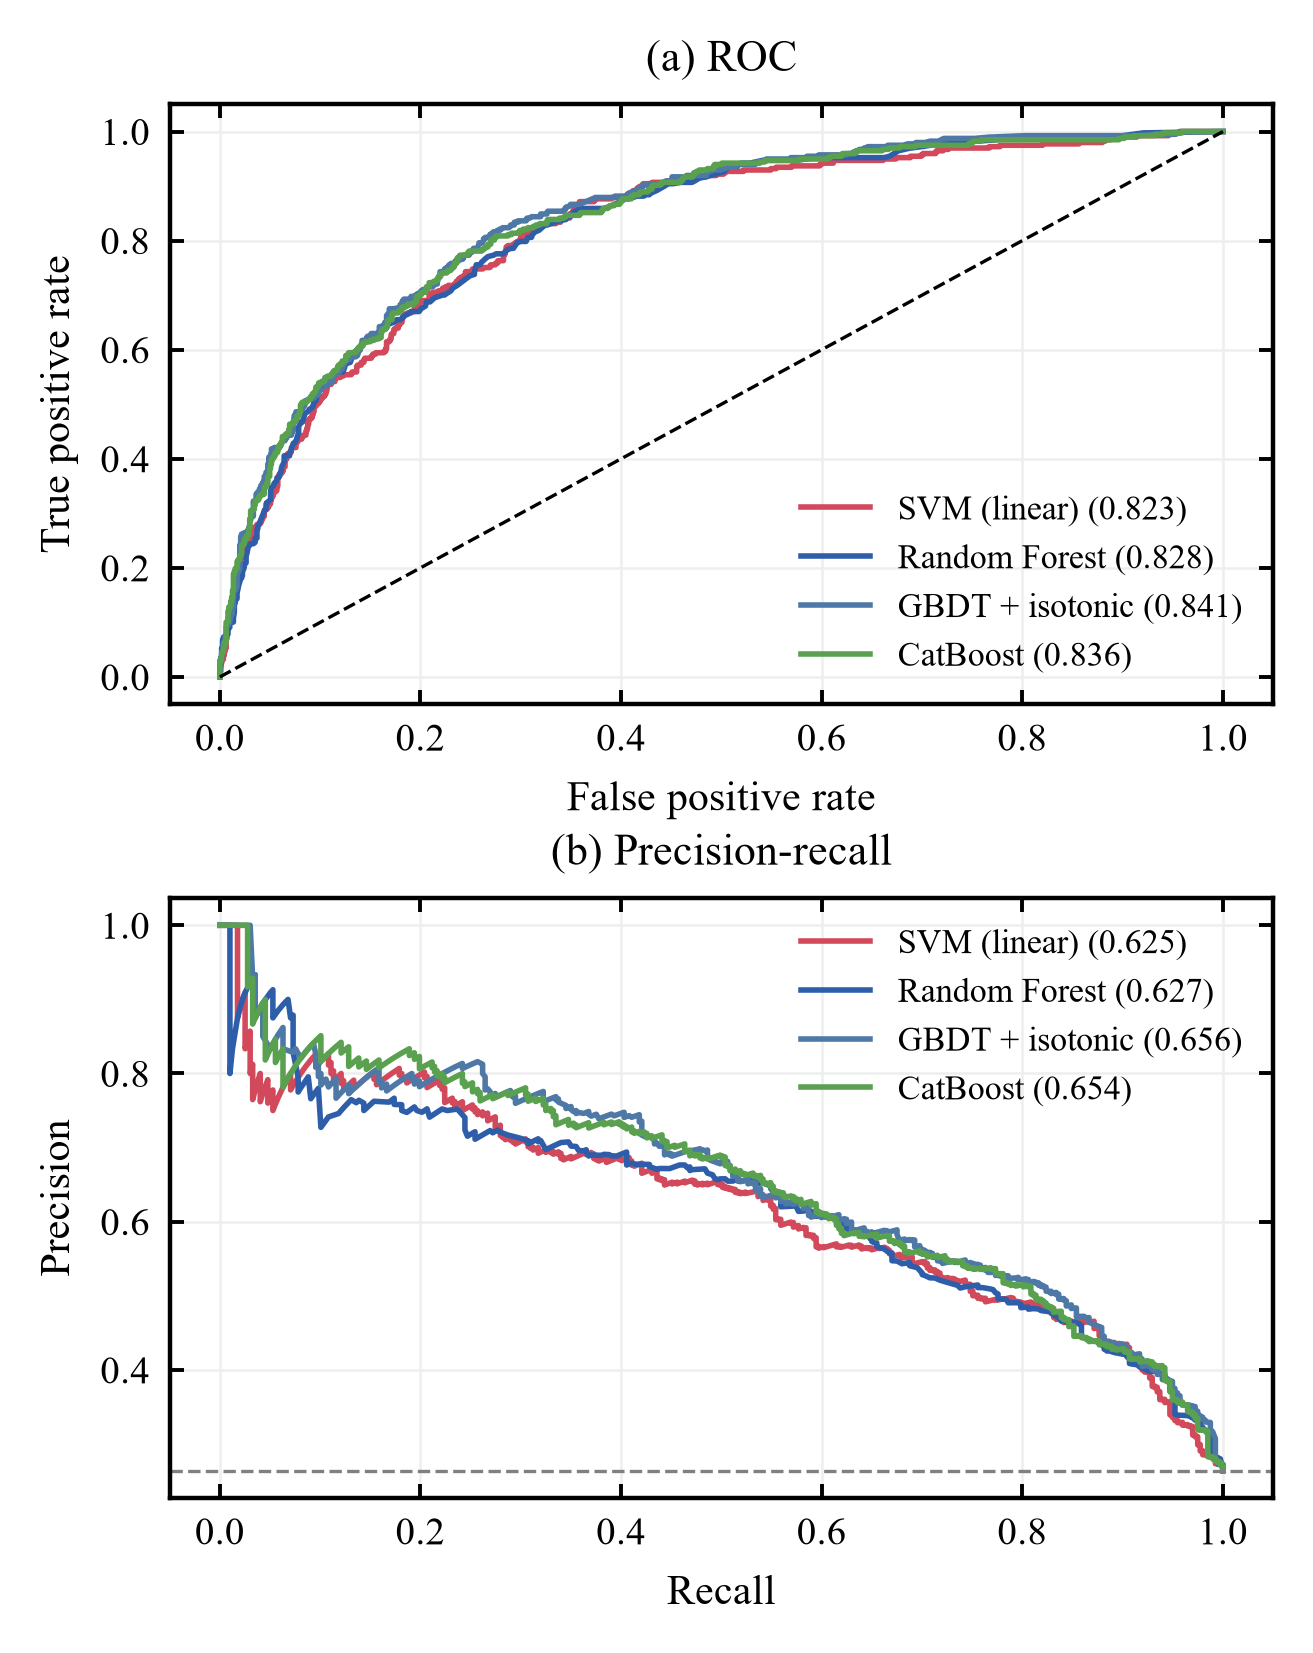 (a) ROC
1.0
0.8
0.6
0.4
0.2
0.0
True positive rate
SVM (linear) (0.823)
Random Forest (0.828)
GBDT + isotonic (0.841)
CatBoost (0.836)
0.0 0.2 0.4 0.6 0.8 1.0
False positive rate
(b) Precision-recall
1.0
0.8
0.6
0.4
Precision
SVM (linear) (0.625)
Random Forest (0.627)
GBDT + isotonic (0.656)
CatBoost (0.654)
0.0 0.2 0.4 0.6 0.8 1.0
Recall